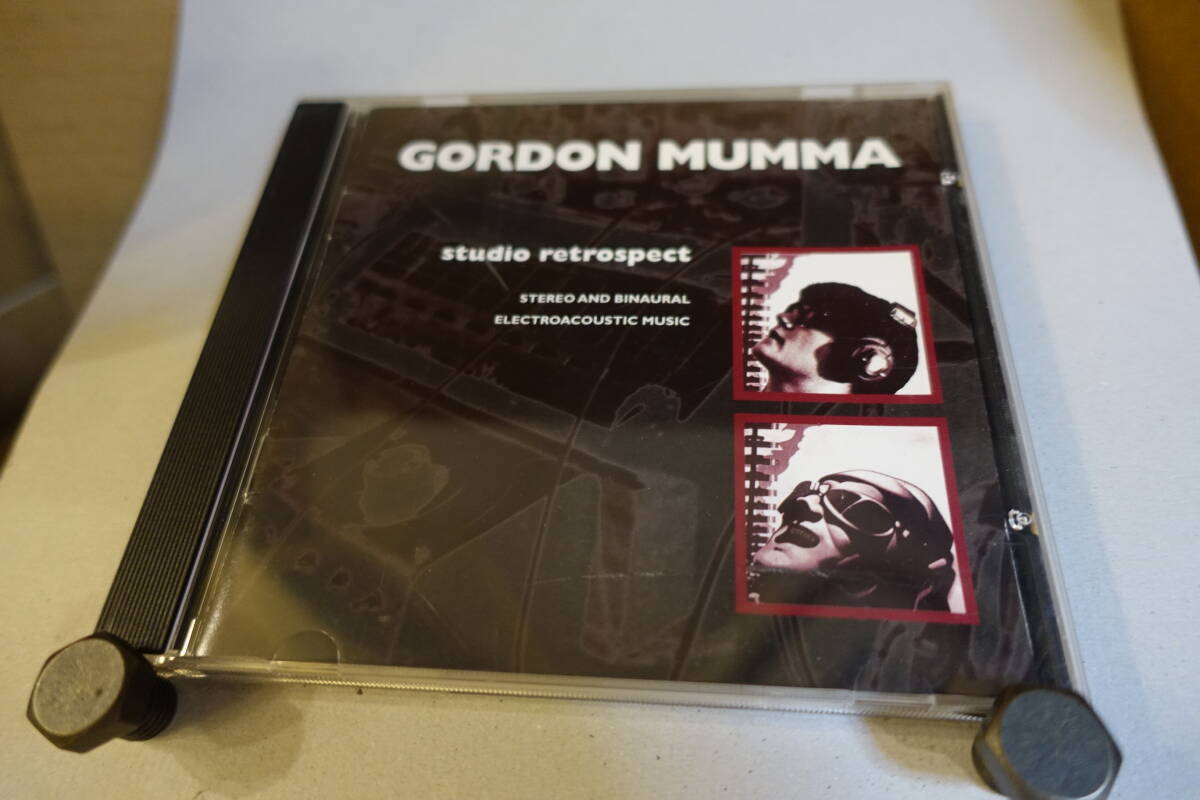 GORDON MUMMA
studio retrospect
STEREO AND BINAURAL
ELECTROACOUSTIC MUSIC